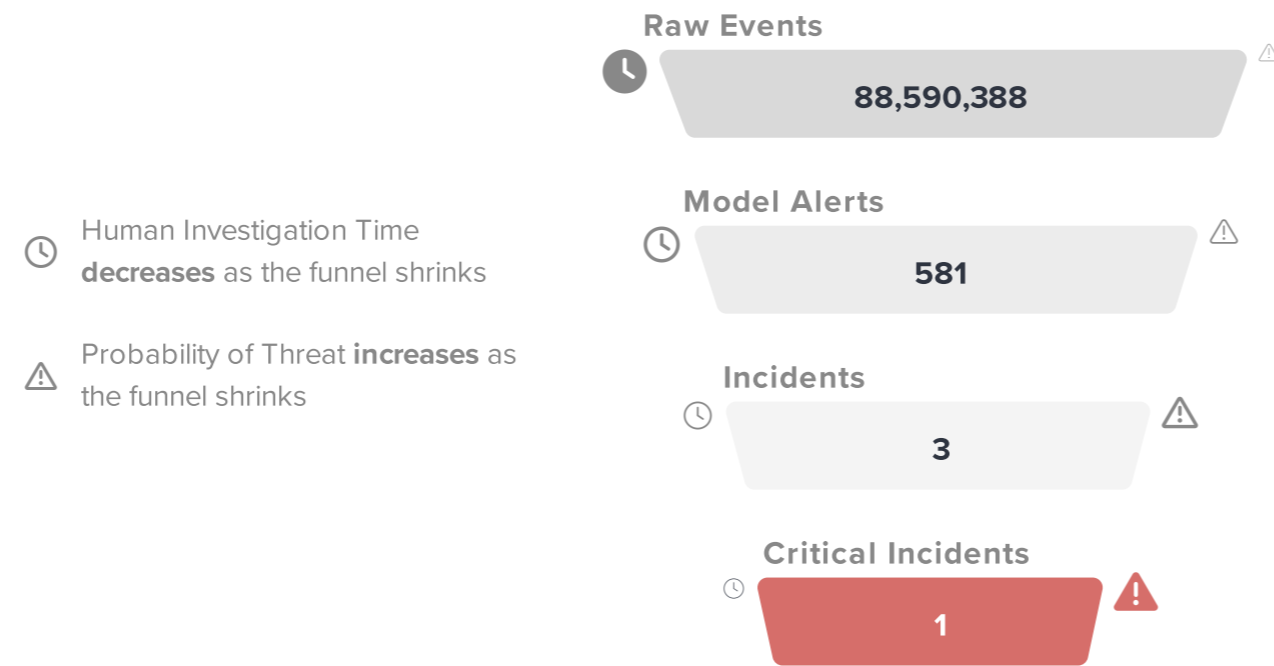 Raw Events
88,590,388
Model Alerts
581
Human Investigation Time
decreases as the funnel shrinks
Probability of Threat increases as
the funnel shrinks
Incidents
3
Critical Incidents
1